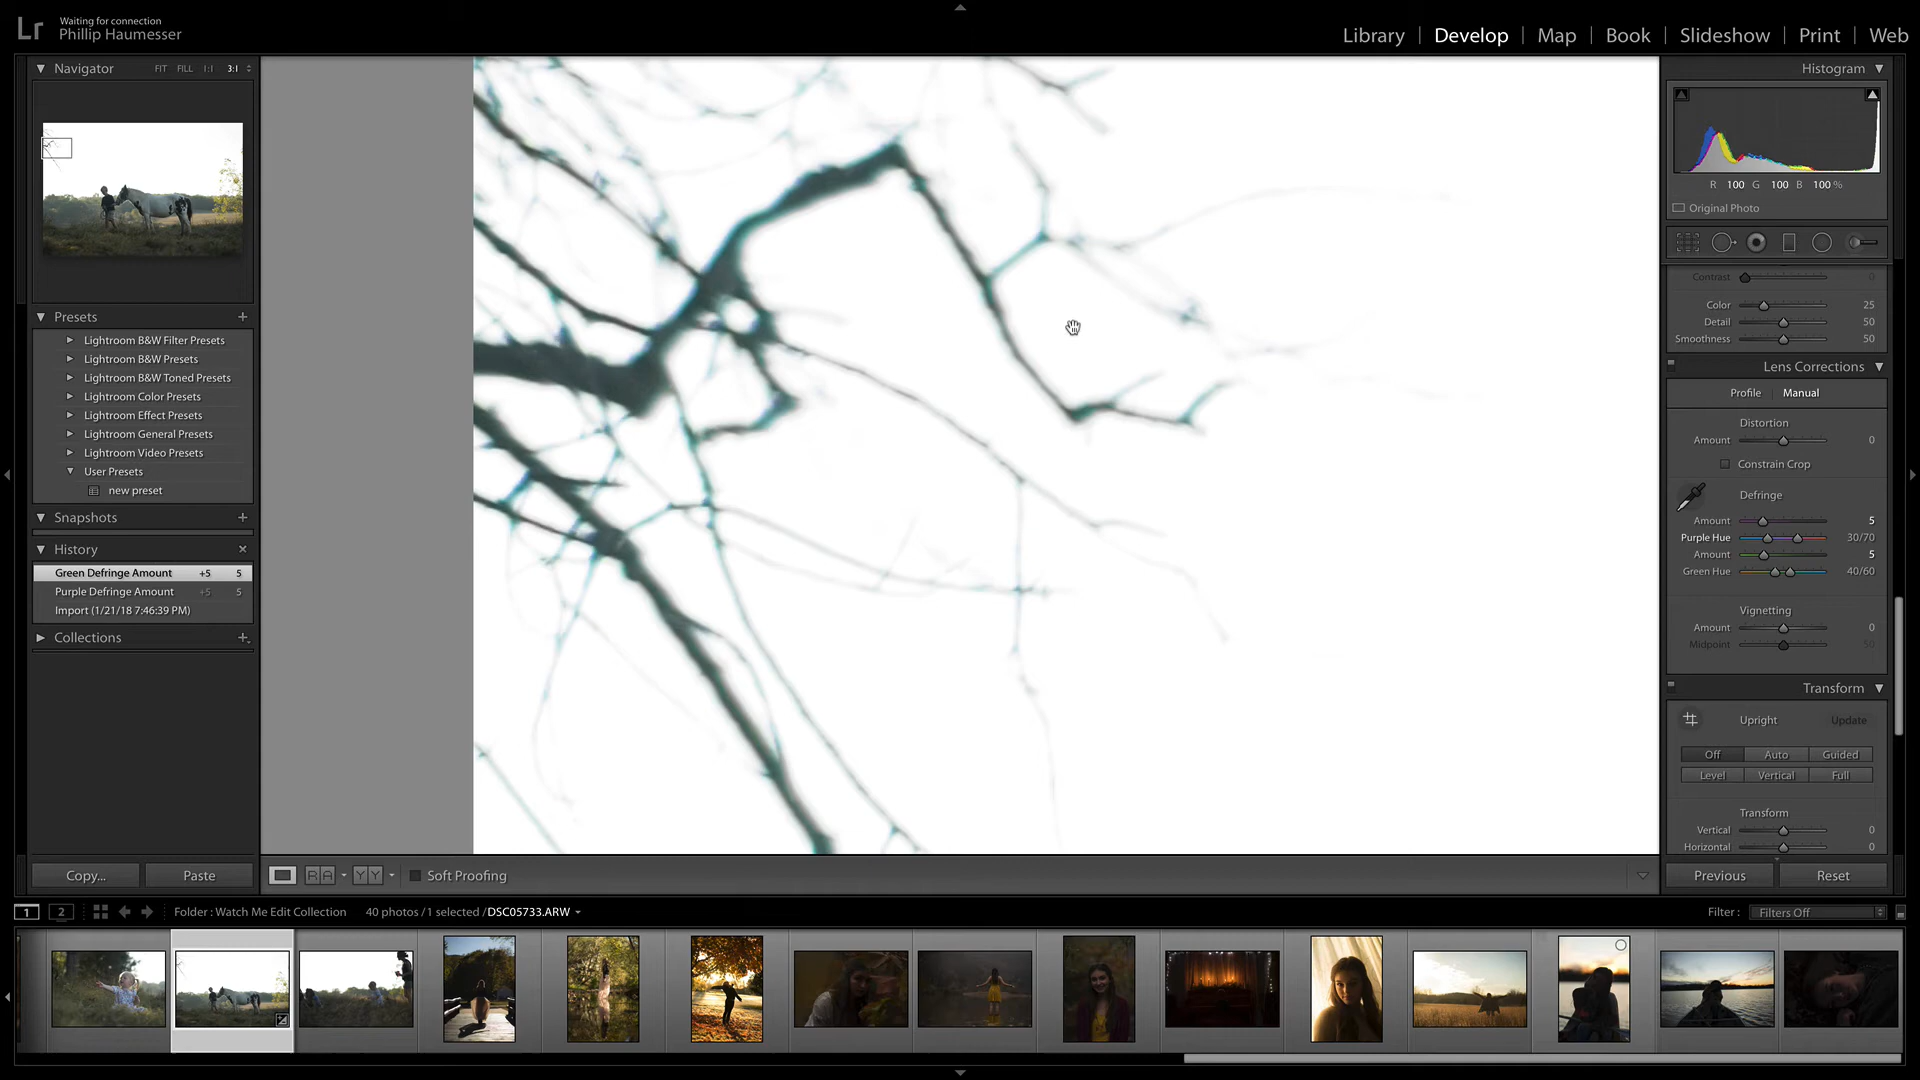 Lr
Waiting for connection
Phillip Haumesser
Library | Develop | Map | Book | Slideshow | Print | Web
Navigator FIT FILL 1:1 3:1
Presets +
Lightroom B&W Filter Presets
Lightroom B&W Presets
Lightroom B&W Toned Presets
Lightroom Color Presets
Lightroom Effect Presets
Lightroom General Presets
Lightroom Video Presets
User Presets
new preset
Snapshots +
History ×
Green Defringe Amount +5 5
Purple Defringe Amount +5 5
Import (1/21/18 7:46:39 PM)
Collections +
Copy... Paste
R A Y Y Soft Proofing
Histogram
R 100 G 100 B 100 %
Original Photo
Contrast 0
Color 25
Detail 50
Smoothness 50
Lens Corrections
Profile | Manual
Distortion
Amount 0
Constrain Crop
Defringe
Amount 5
Purple Hue 30/70
Amount 5
Green Hue 40/60
Vignetting
Amount 0
Midpoint 50
Transform
Upright Update
Off Auto Guided
Level Vertical Full
Transform
Vertical 0
Horizontal 0
Previous Reset
1 2 Folder : Watch Me Edit Collection 40 photos / 1 selected / DSC05733.ARW Filter : Filters Off